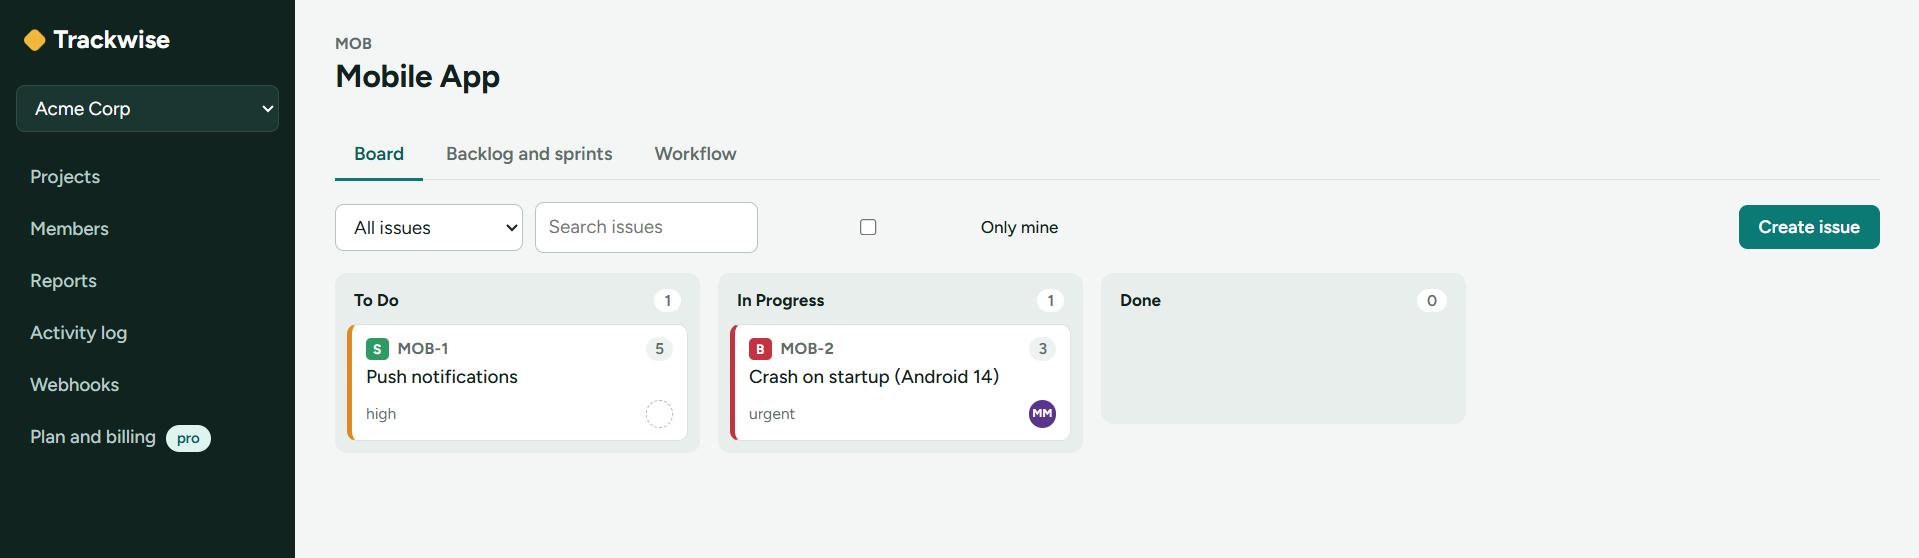 Trackwise
Acme Corp
Projects
Members
Reports
Activity log
Webhooks
Plan and billing pro
MOB
Mobile App
Board Backlog and sprints Workflow
All issues Search issues Only mine Create issue
To Do 1
S MOB-1 5
Push notifications
high
In Progress 1
B MOB-2 3
Crash on startup (Android 14)
urgent MM
Done 0